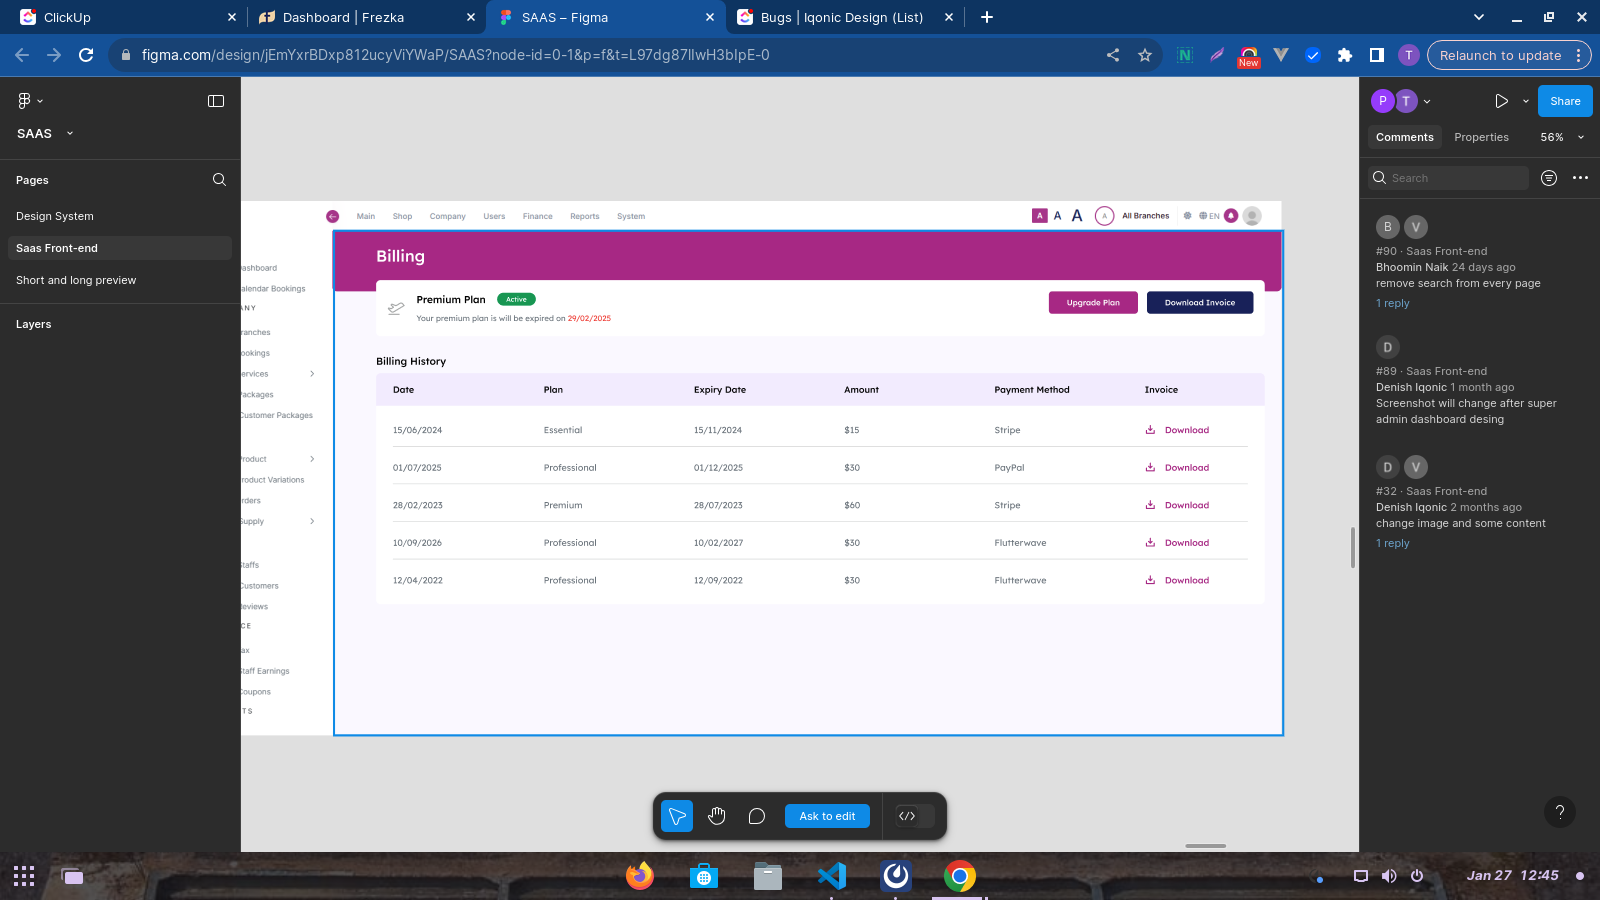 ClickUp
Dashboard | Frezka
SAAS – Figma
Bugs | Iqonic Design (List)
figma.com/design/jEmYxrBDxp812ucyViYWaP/SAAS?node-id=0-1&p=f&t=L97dg87IIwH3bIpE-0
N
New
T
Relaunch to update
SAAS
Pages
Design System
Saas Front-end
Short and long preview
Layers
Main Shop Company Users Finance Reports System
A A A A All Branches EN
Billing
Premium Plan Active
Your premium plan is will be expired on 29/02/2025
Upgrade Plan Download Invoice
Billing History
Date Plan Expiry Date Amount Payment Method Invoice
15/06/2024 Essential 15/11/2024 $15 Stripe Download
01/07/2025 Professional 01/12/2025 $30 PayPal Download
28/02/2023 Premium 28/07/2023 $60 Stripe Download
10/09/2026 Professional 10/02/2027 $30 Flutterwave Download
12/04/2022 Professional 12/09/2022 $30 Flutterwave Download
ashboard
alendar Bookings
ANY
ranches
ookings
ervices
Packages
Customer Packages
Product
roduct Variations
rders
Supply
Staffs
Customers
Reviews
CE
ax
Staff Earnings
Coupons
TS
Ask to edit
P T
Share
Comments Properties 56%
Search
B V
#90 · Saas Front-end
Bhoomin Naik 24 days ago
remove search from every page
1 reply
D
#89 · Saas Front-end
Denish Iqonic 1 month ago
Screenshot will change after super
admin dashboard desing
D V
#32 · Saas Front-end
Denish Iqonic 2 months ago
change image and some content
1 reply
?
Jan 27 12:45